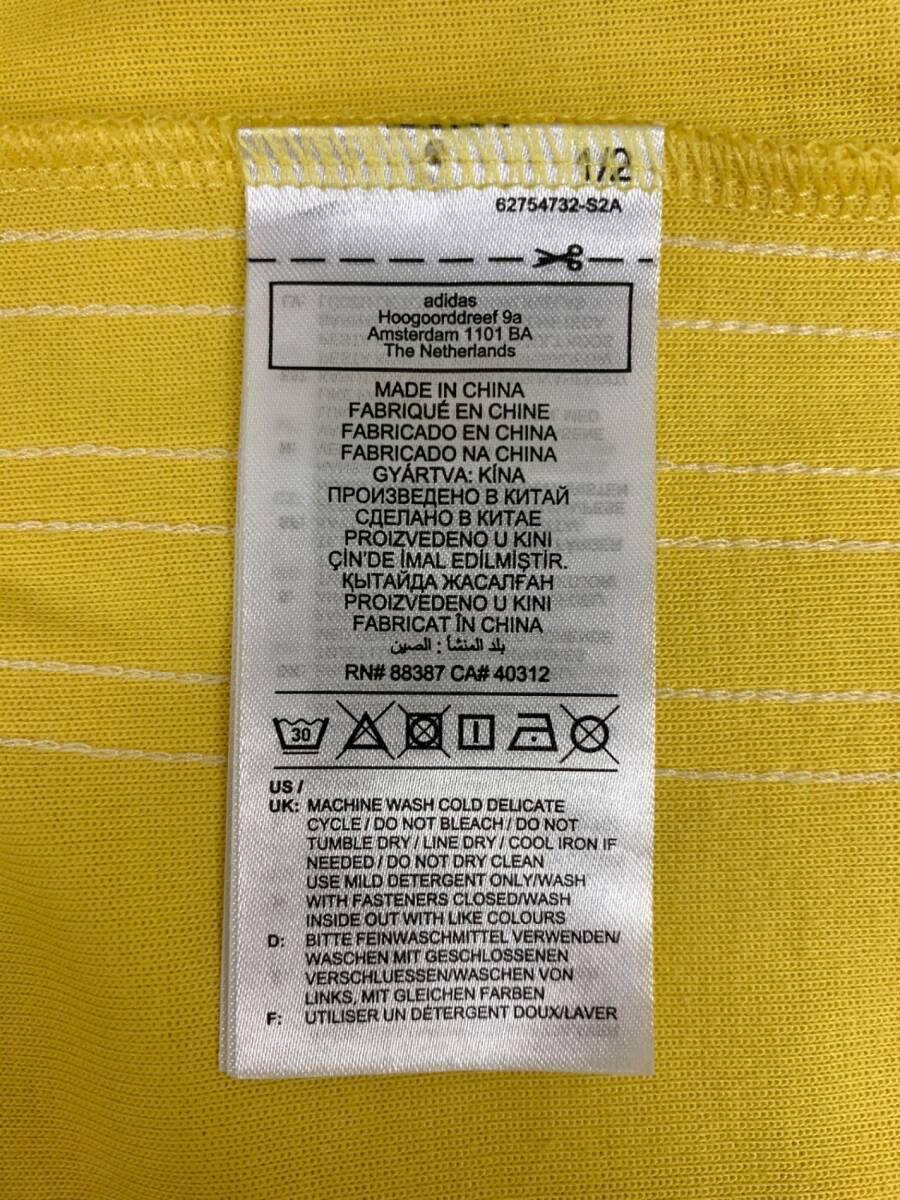 1/2
62754732-S2A
adidas
Hoogoorddreef 9a
Amsterdam 1101 BA
The Netherlands
MADE IN CHINA
FABRIQUÉ EN CHINE
FABRICADO EN CHINA
FABRICADO NA CHINA
GYÁRTVA: KÍNA
ПРОИЗВЕДЕНО В КИТАЙ
СДЕЛАНО В КИТАЕ
PROIZVEDENO U KINI
ÇİN'DE İMAL EDİLMİŞTİR.
ҚЫТАЙДА ЖАСАЛҒАН
PROIZVEDENO U KINI
FABRICAT ÎN CHINA
بلد المنشأ : الصين
RN# 88387 CA# 40312
30
US /
UK: MACHINE WASH COLD DELICATE
CYCLE / DO NOT BLEACH / DO NOT
TUMBLE DRY / LINE DRY / COOL IRON IF
NEEDED / DO NOT DRY CLEAN
USE MILD DETERGENT ONLY/WASH
WITH FASTENERS CLOSED/WASH
INSIDE OUT WITH LIKE COLOURS
D: BITTE FEINWASCHMITTEL VERWENDEN/
WASCHEN MIT GESCHLOSSENEN
VERSCHLUESSEN/WASCHEN VON
LINKS, MIT GLEICHEN FARBEN
F: UTILISER UN DÉTERGENT DOUX/LAVER